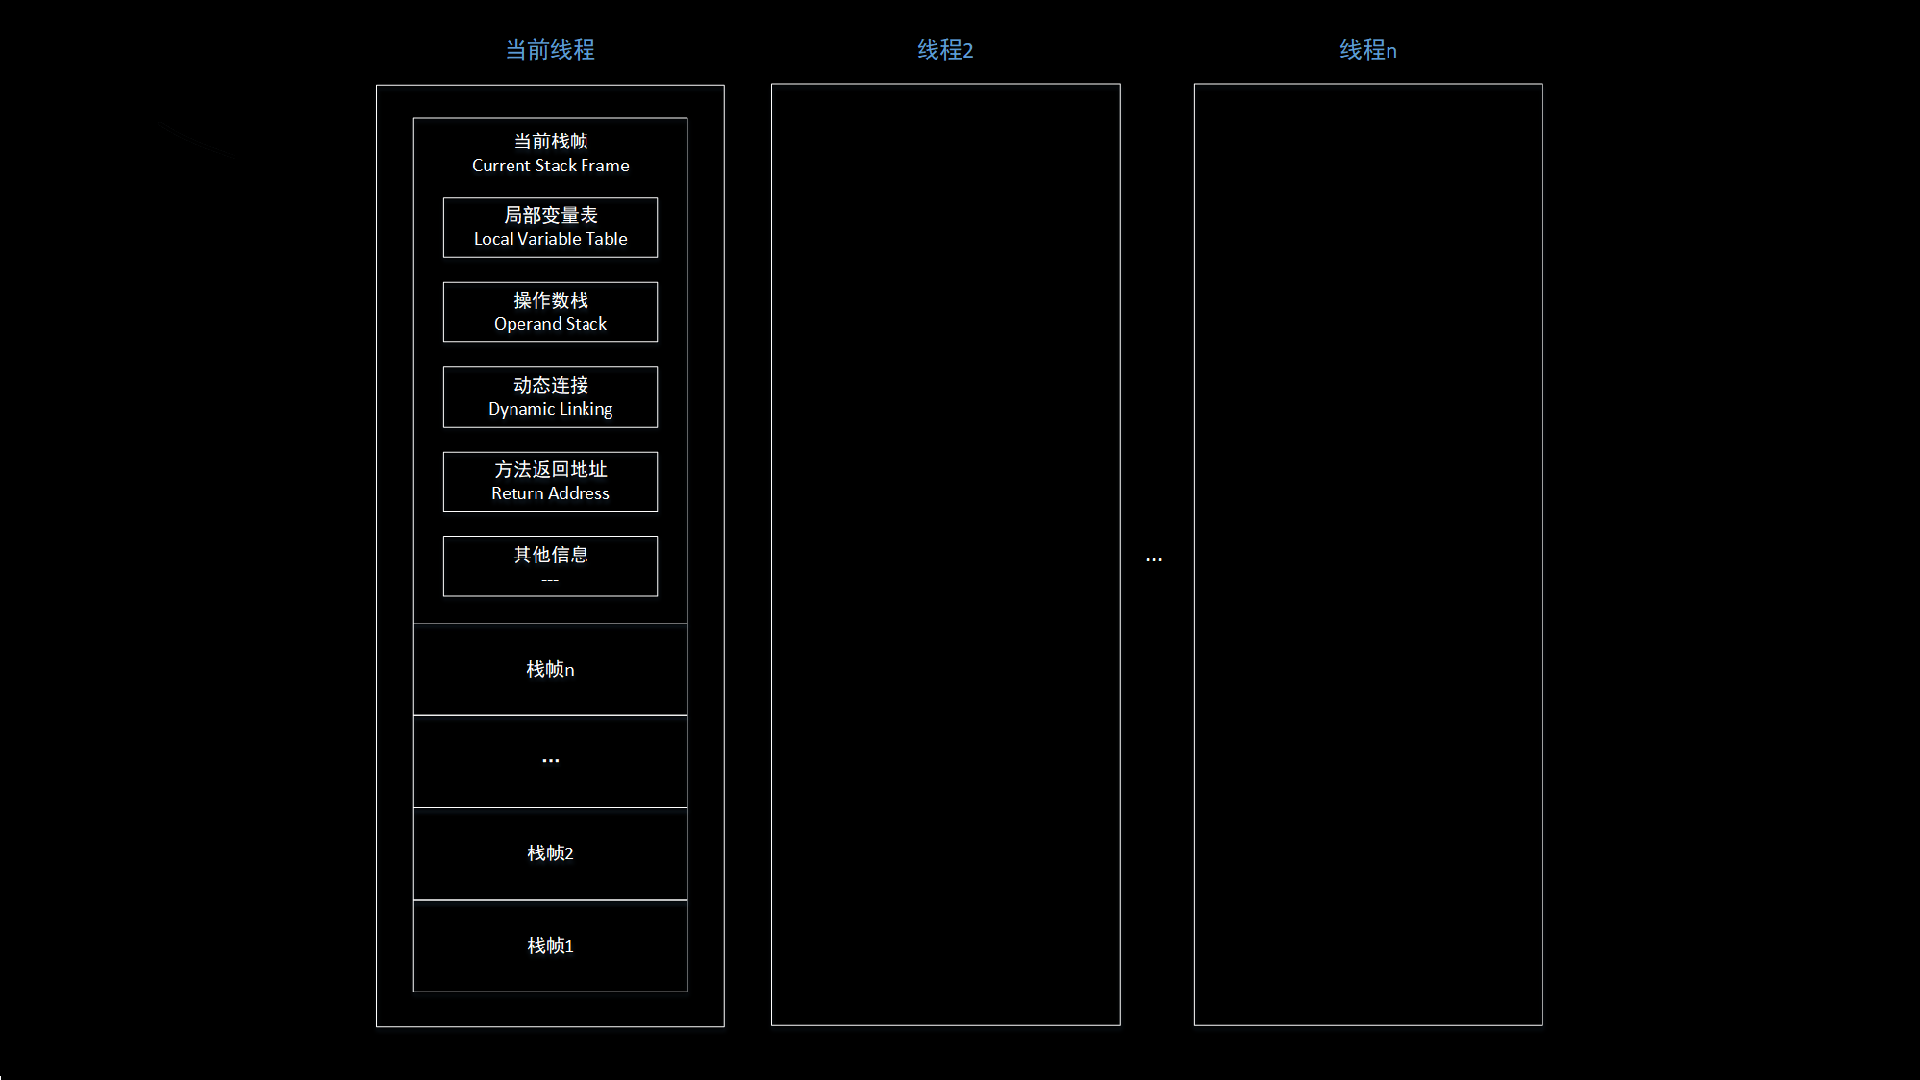 当前线程
线程2
线程n
当前栈帧
Current Stack Frame
局部变量表
Local Variable Table
操作数栈
Operand Stack
动态连接
Dynamic Linking
方法返回地址
Return Address
其他信息
---
栈帧n
...
栈帧2
栈帧1
...